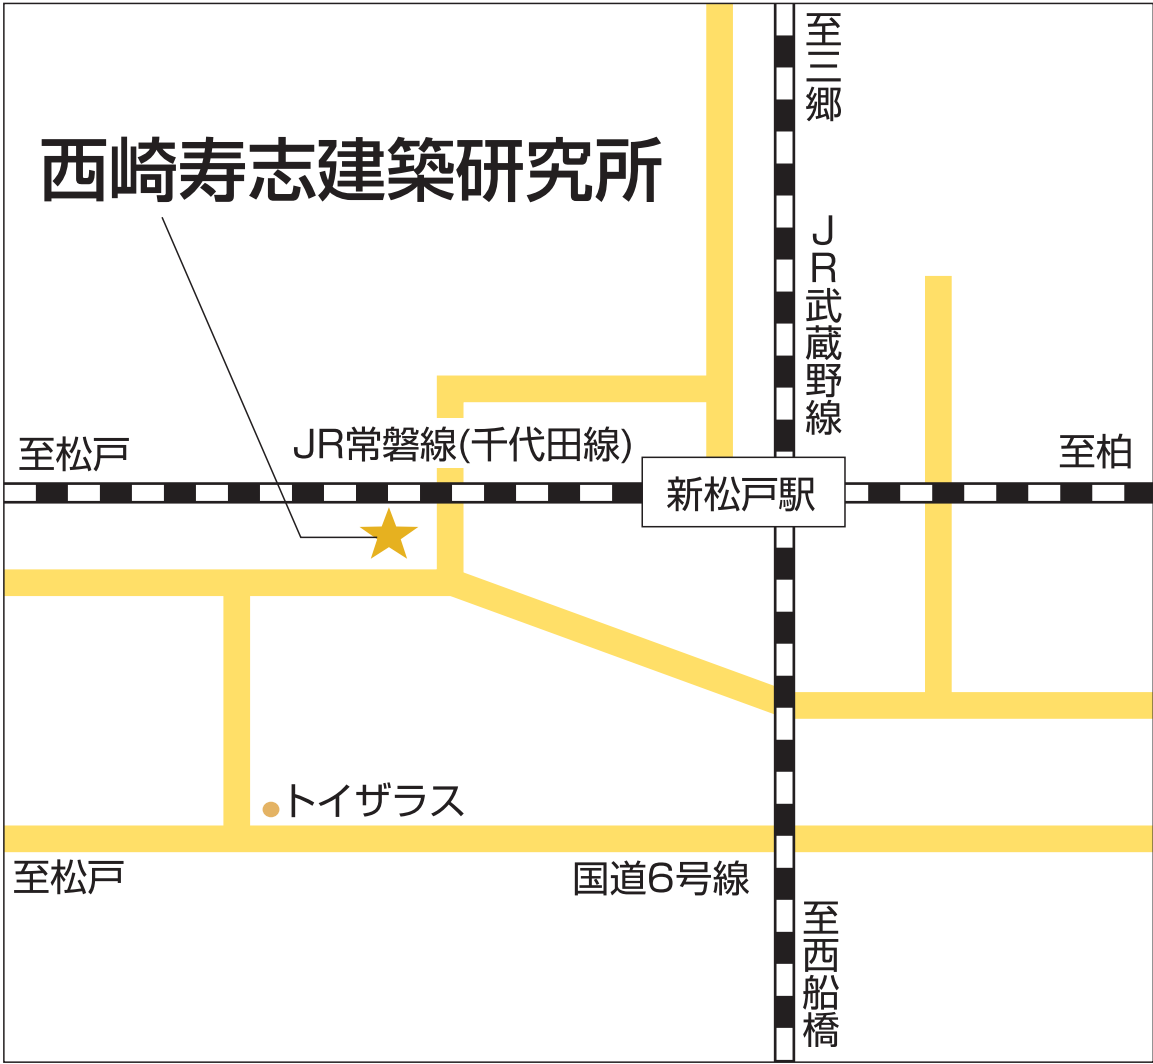 至三郷
西崎寿志建築研究所
JR武蔵野線
JR常磐線(千代田線)
至松戸
至柏
新松戸駅
トイザラス
至松戸
国道6号線
至西船橋